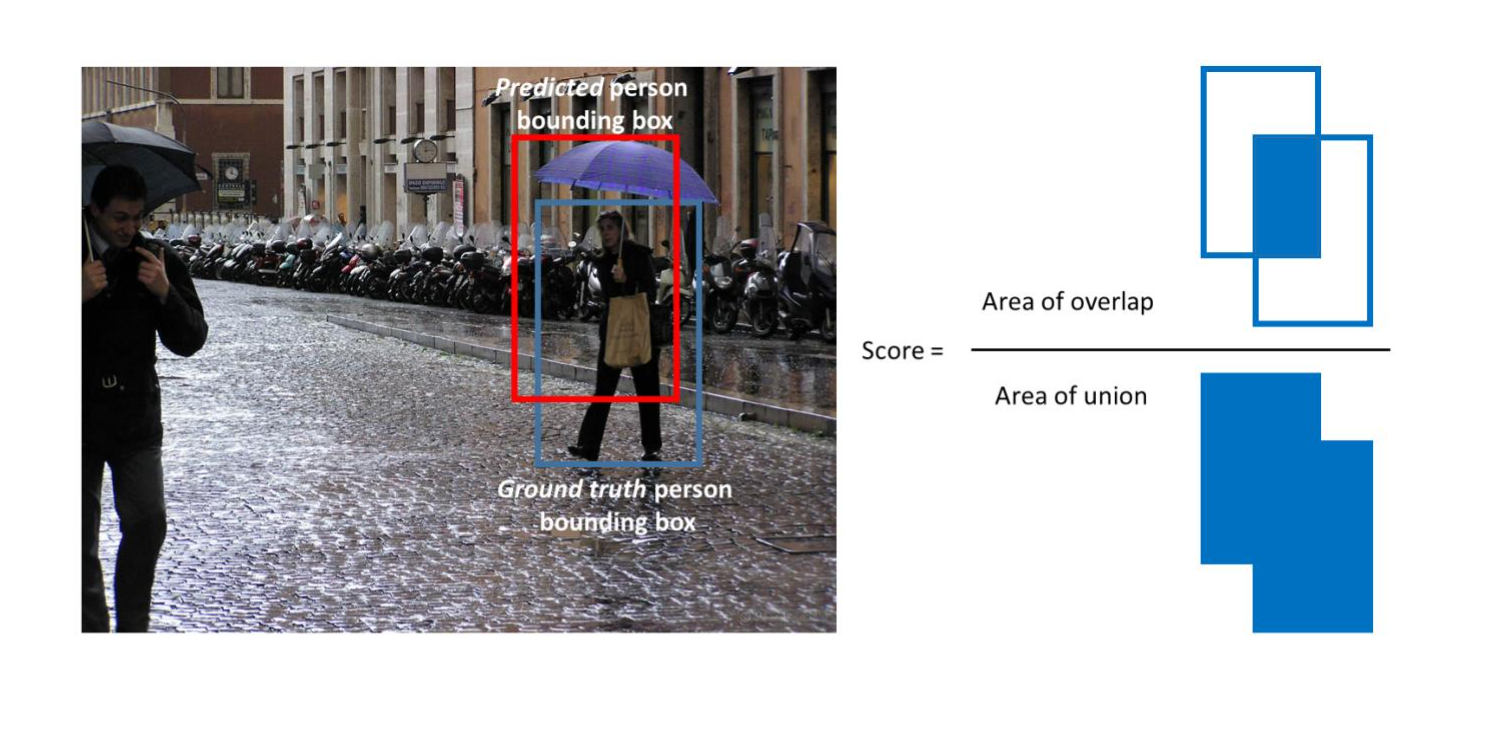 Predicted person
bounding box
Ground truth person
bounding box
Score =
Area of overlap
Area of union